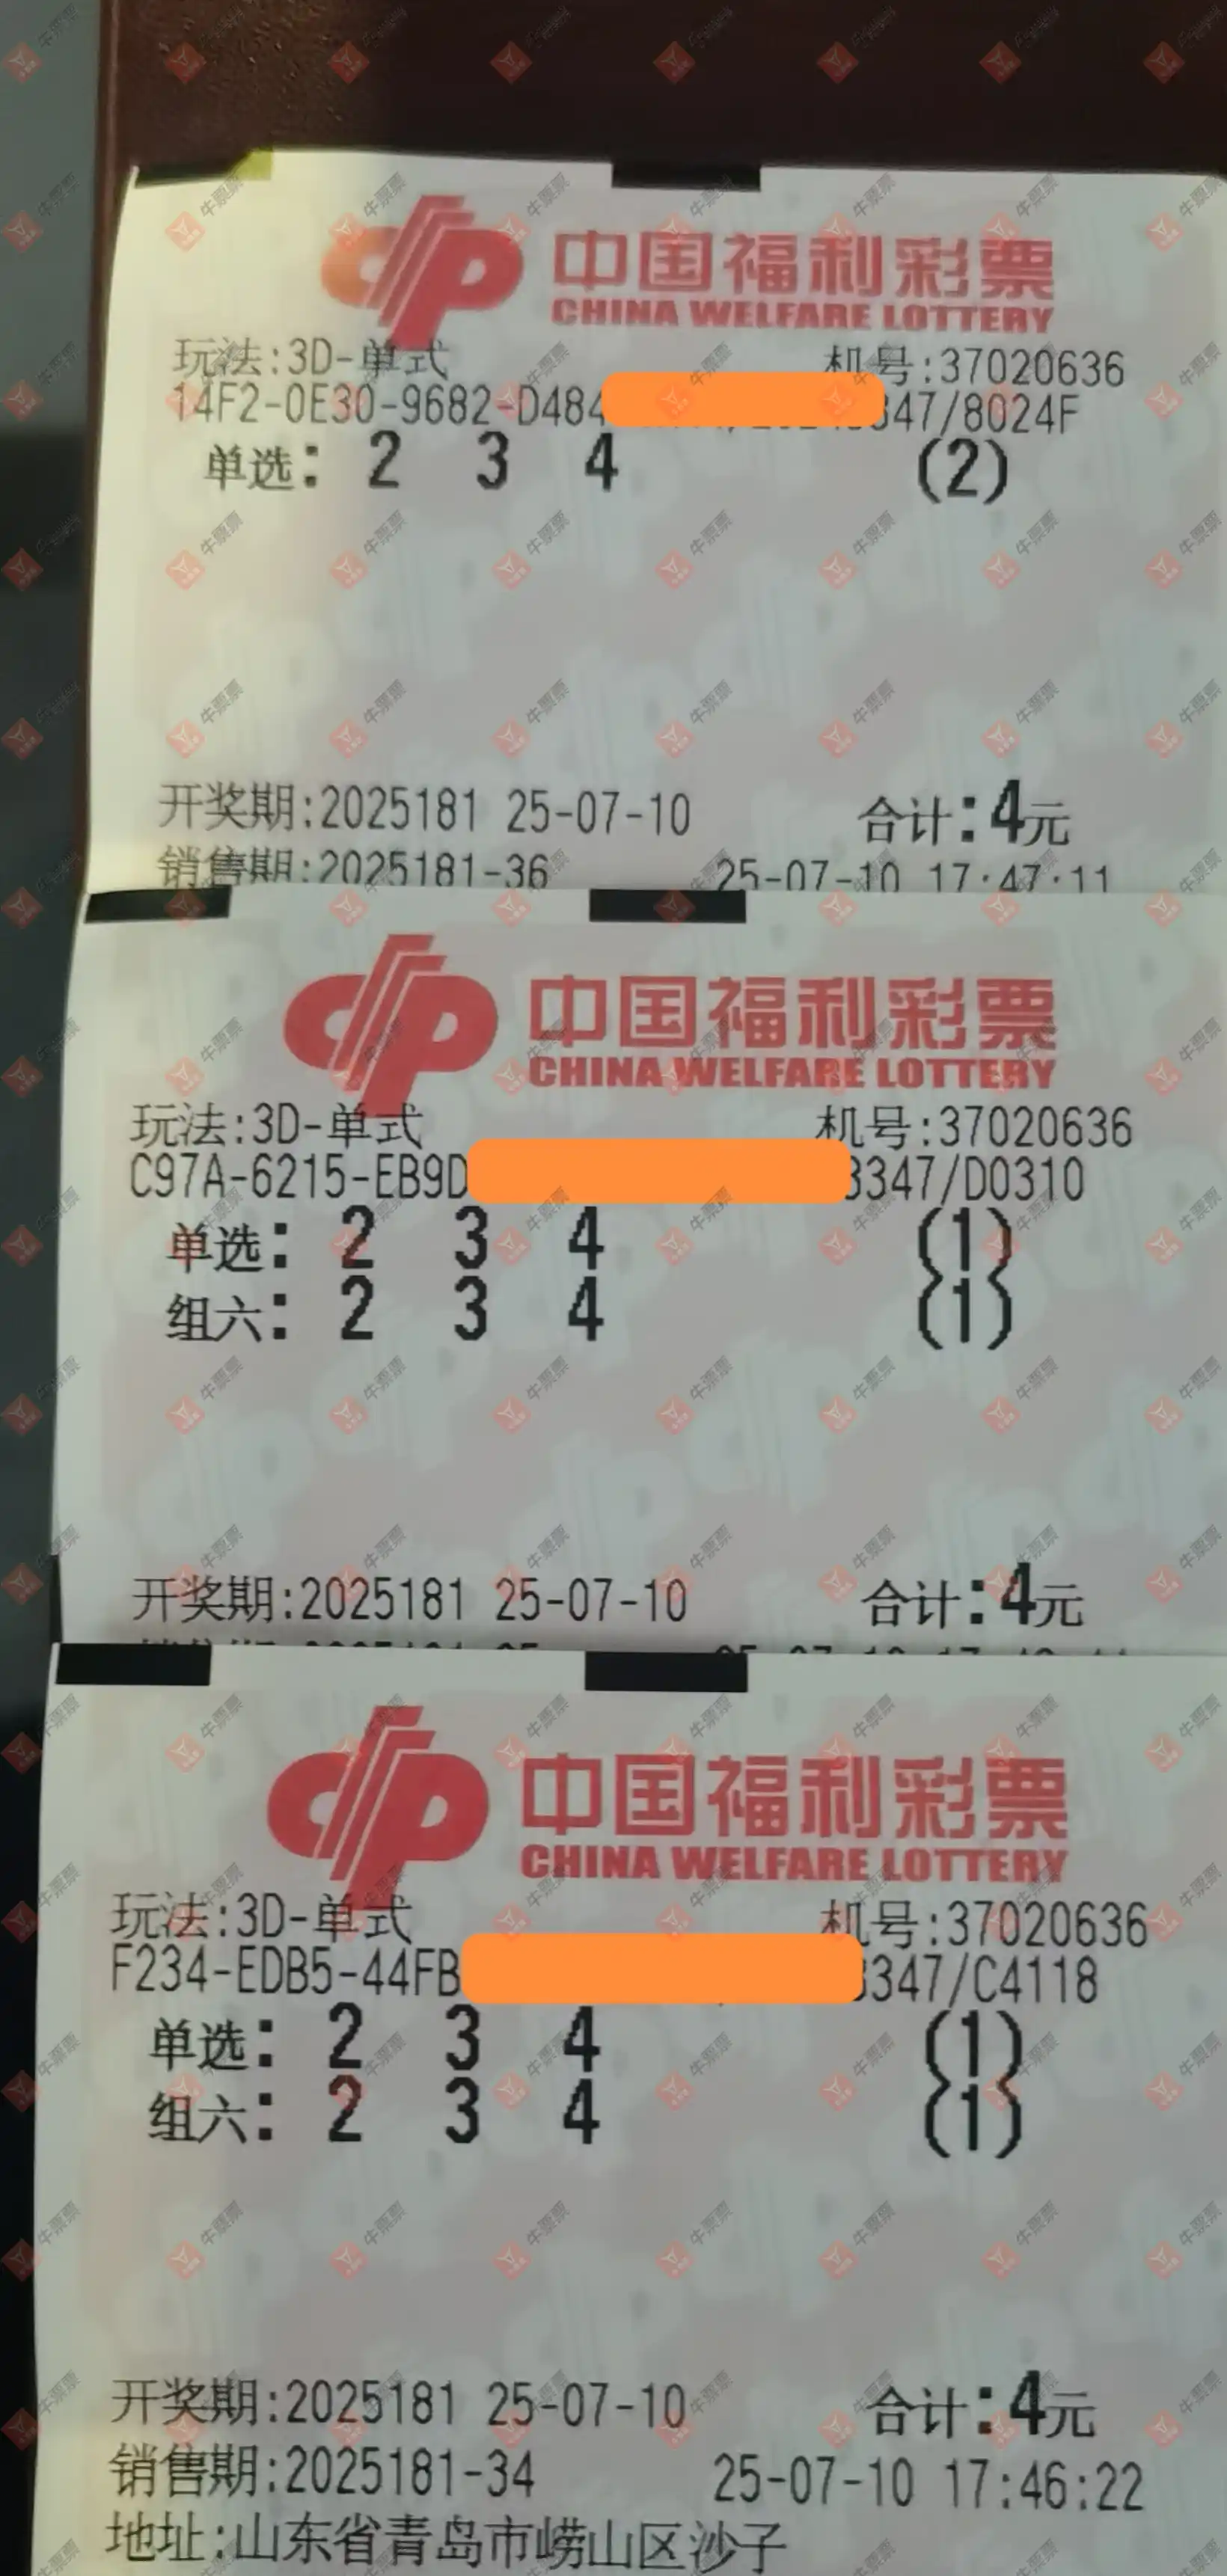 中国福利彩票
CHINA WELFARE LOTTERY
玩法:3D-单式 机号:37020636
14F2-0E30-9682-D484 347/8024F
单选: 2 3 4 (2)
开奖期:2025181 25-07-10 合计:4元
销售期:2025181-36 25-07-10 17:47:11
中国福利彩票
CHINA WELFARE LOTTERY
玩法:3D-单式 机号:37020636
C97A-6215-EB9D 3347/D0310
单选: 2 3 4 (1)
组六: 2 3 4 (1)
开奖期:2025181 25-07-10 合计:4元
中国福利彩票
CHINA WELFARE LOTTERY
玩法:3D-单式 机号:37020636
F234-EDB5-44FB 3347/C4118
单选: 2 3 4 (1)
组六: 2 3 4 (1)
开奖期:2025181 25-07-10 合计:4元
销售期:2025181-34 25-07-10 17:46:22
地址:山东省青岛市崂山区沙子
牛票票